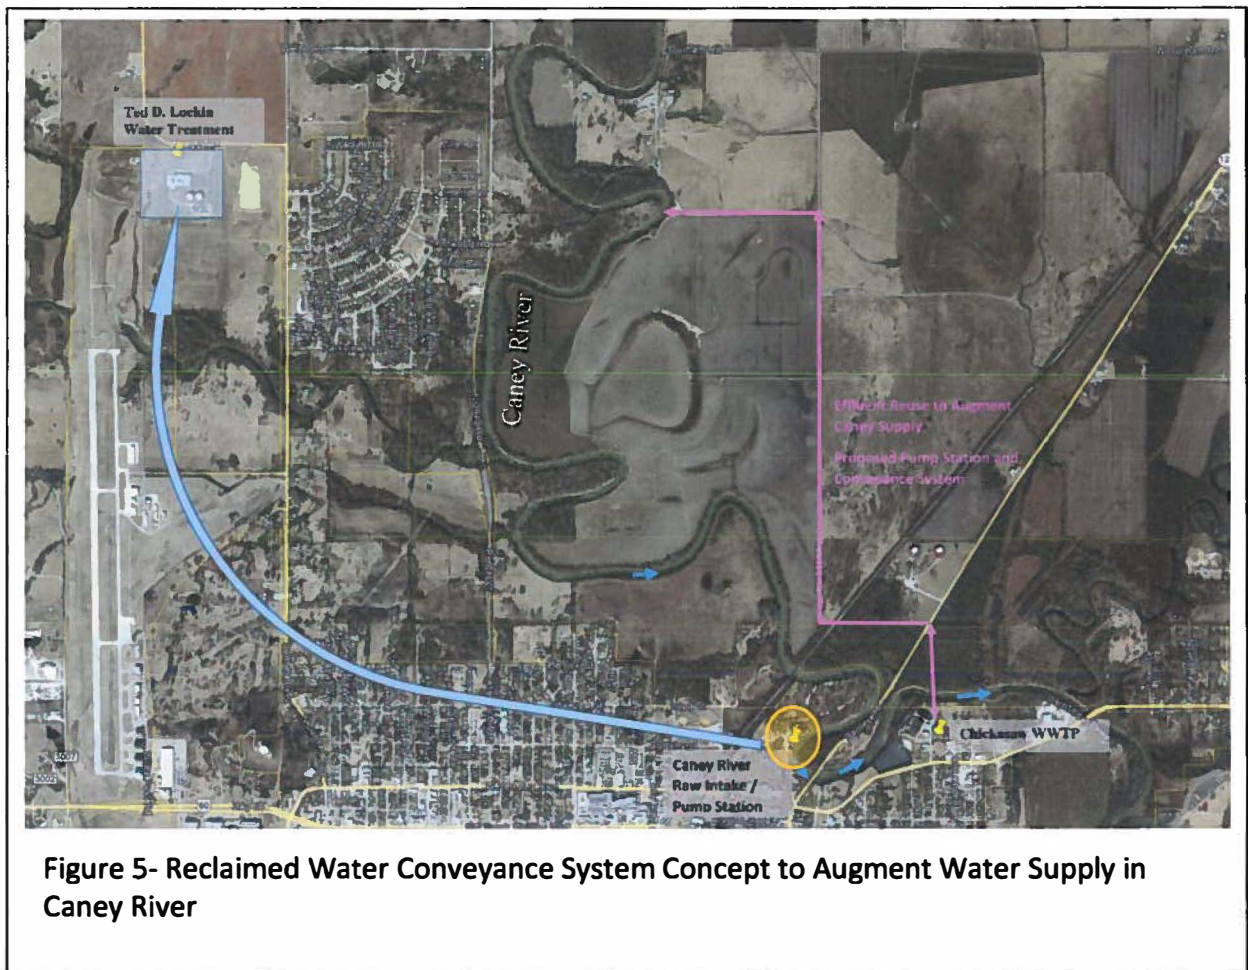 Ted D. Lockin
Water Treatment
Caney River
Effluent Reuse to Augment
Caney Supply
Proposed Pump Station and
Conveyance System
123
Chickasaw WWTP
Caney River
Raw Intake /
Pump Station
60
Figure 5- Reclaimed Water Conveyance System Concept to Augment Water Supply in
Caney River